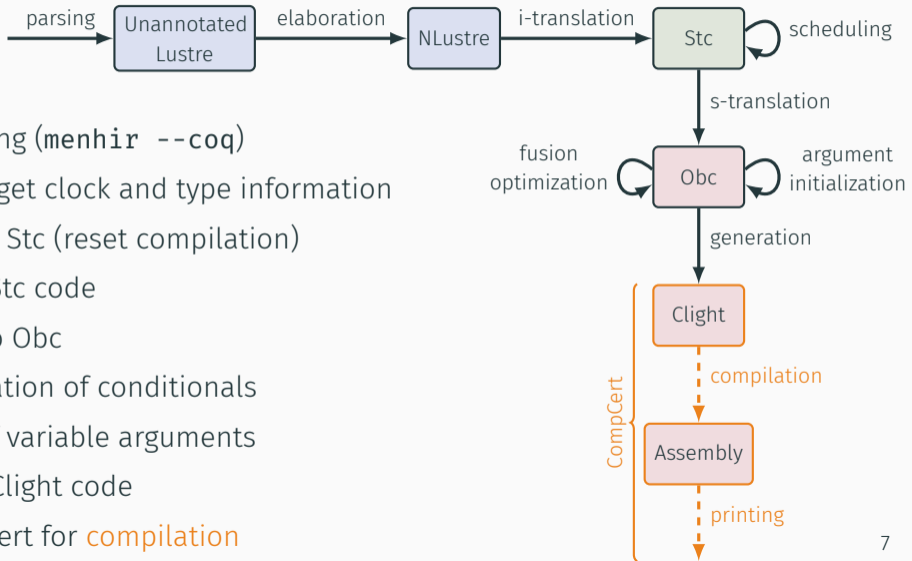 parsing
Unannotated
Lustre
elaboration
NLustre
i-translation
Stc
scheduling
s-translation
ng (menhir --coq)
get clock and type information
Stc (reset compilation)
Stc code
o Obc
ation of conditionals
variable arguments
Clight code
ert for compilation
fusion
optimization
Obc
argument
initialization
generation
Clight
compilation
CompCert
Assembly
printing
7